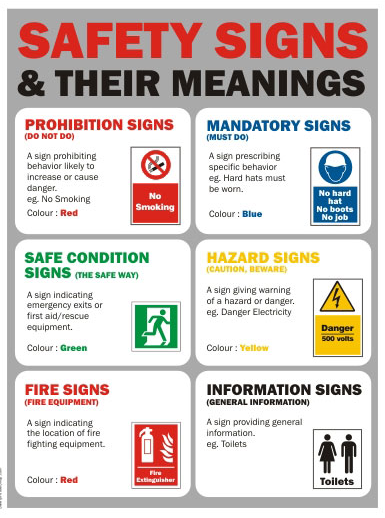 SAFETY SIGNS
& THEIR MEANINGS
PROHIBITION SIGNS
(DO NOT DO)
A sign prohibiting
behavior likely to
increase or cause
danger.
eg. No Smoking
Colour : Red
No
Smoking
MANDATORY SIGNS
(MUST DO)
A sign prescribing
specific behavior
eg. Hard hats must
be worn.
Colour : Blue
No hard
hat
No boots
No job
SAFE CONDITION
SIGNS (THE SAFE WAY)
A sign indicating
emergency exits or
first aid/rescue
equipment.
Colour : Green
HAZARD SIGNS
(CAUTION, BEWARE)
A sign giving warning
of a hazard or danger.
eg. Danger Electricity
Colour : Yellow
Danger
500 volts
FIRE SIGNS
(FIRE EQUIPMENT)
A sign indicating
the location of fire
fighting equipment.
Colour : Red
Fire
Extinguisher
INFORMATION SIGNS
(GENERAL INFORMATION)
A sign providing general
information.
eg. Toilets
Toilets